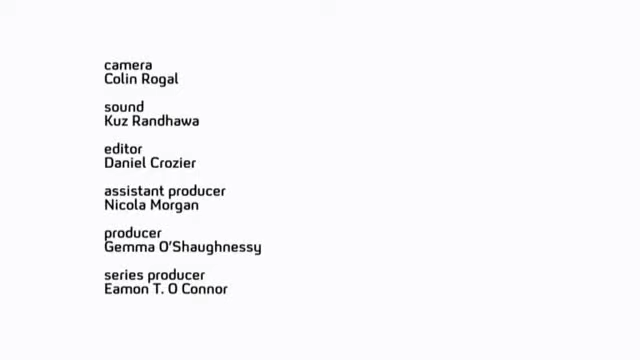 camera
Colin Rogal
sound
Kuz Randhawa
editor
Daniel Crozier
assistant producer
Nicola Morgan
producer
Gemma O'Shaughnessy
series producer
Eamon T. O Connor